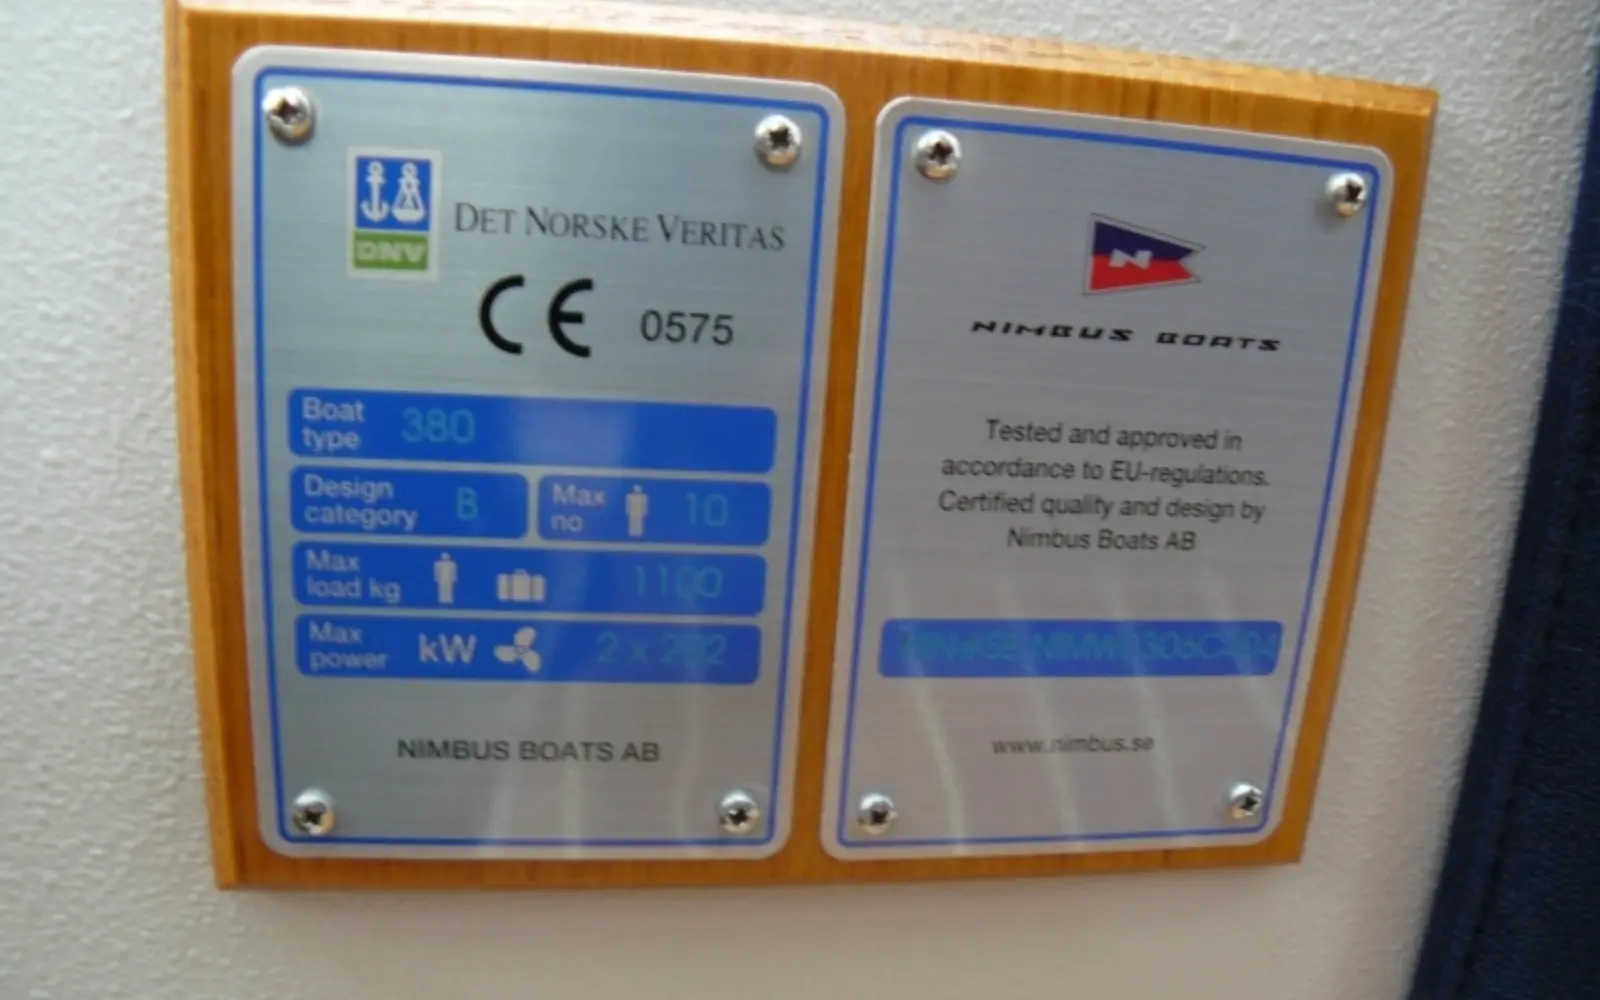 DNV
DET NORSKE VERITAS
CE 0575
Boat
type 380
Design
category B
Max
no 10
Max
load kg 1100
Max
power kW 2 x 282
NIMBUS BOATS AB
N
NIMBUS BOATS
Tested and approved in
accordance to EU-regulations.
Certified quality and design by
Nimbus Boats AB
www.nimbus.se